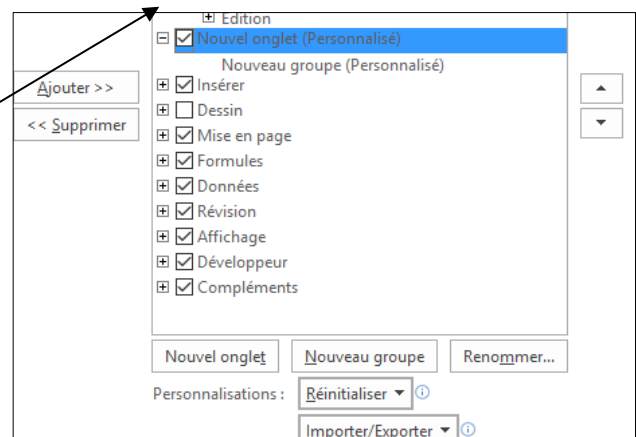 Edition
Nouvel onglet (Personnalisé)
Nouveau groupe (Personnalisé)
Ajouter >>
Insérer
<< Supprimer
Dessin
Mise en page
Formules
Données
Révision
Affichage
Développeur
Compléments
Nouvel onglet
Nouveau groupe
Renommer...
Personnalisations :
Réinitialiser
Importer/Exporter